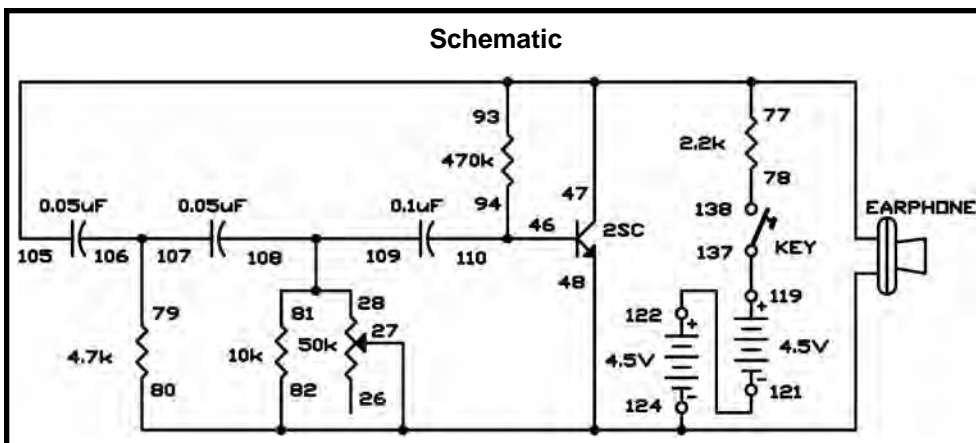 Schematic
93
77
470k
2.2k
47
78
94
0.05uF
0.05uF
0.1uF
46
2SC
138
EARPHONE
105
106
107
108
109
110
48
137
KEY
119
79
81
28
122
+
+
27
4.7k
10k
50k
4.5V
4.5V
80
82
26
-
-
124
121